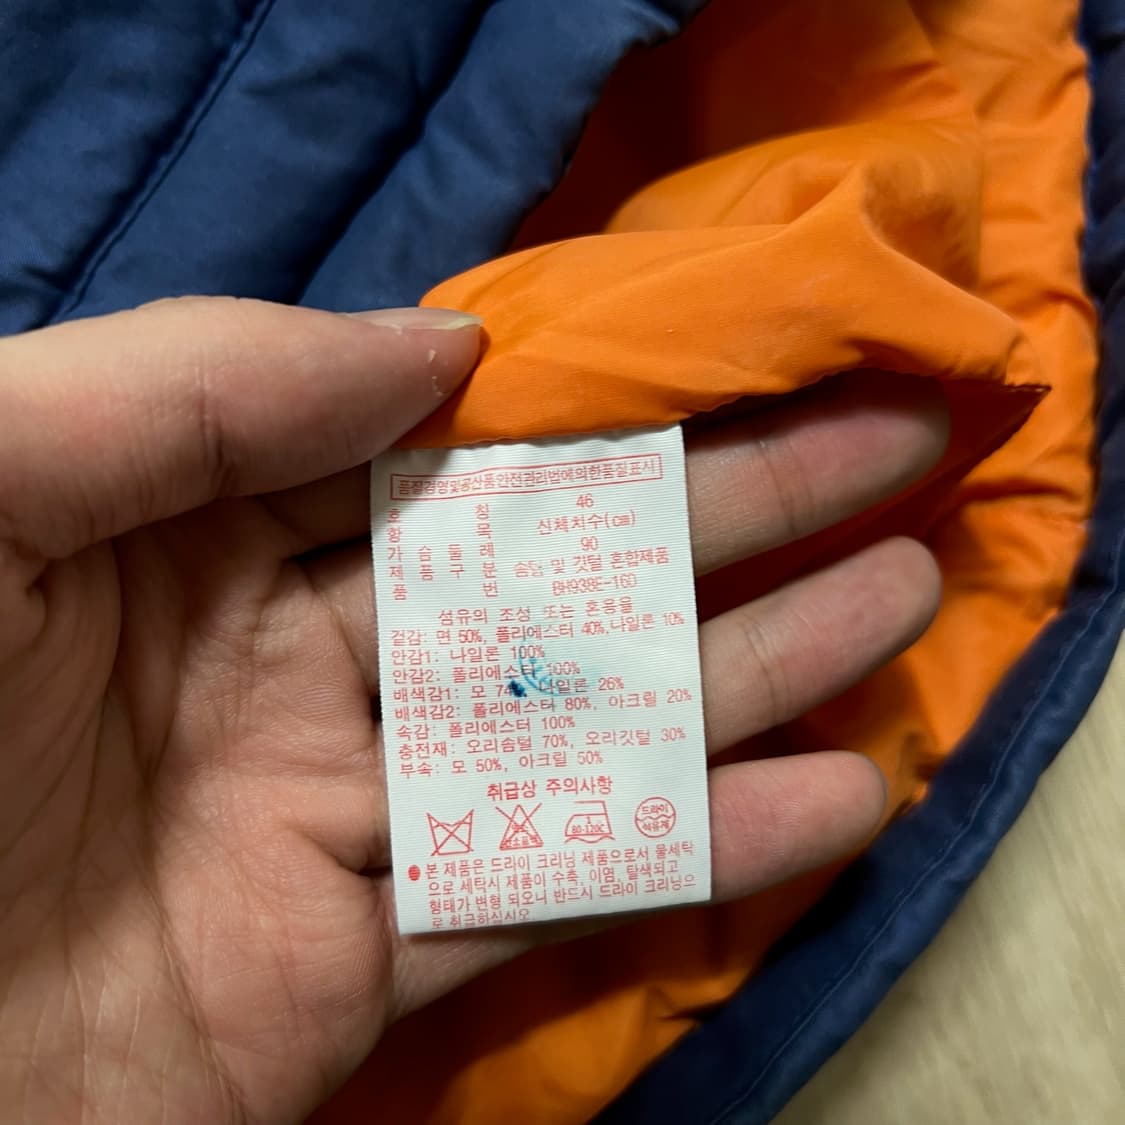 품질경영및공산품안전관리법에의한품질표시
호 칭 46
항 목 신체치수(㎝)
가 슴 둘 레 90
제 품 구 분 솜털 및 깃털 혼합제품
품 번 BH938E-160
섬유의 조성 또는 혼용율
겉감: 면 50%, 폴리에스터 40%,나일론 10%
안감1: 나일론 100%
안감2: 폴리에스터 100%
배색감1: 모 74 나일론 26%
배색감2: 폴리에스터 80%, 아크릴 20%
속감: 폴리에스터 100%
충전재: 오리솜털 70%, 오리깃털 30%
부속: 모 50%, 아크릴 50%
취급상 주의사항
80-120C
드라이
석유계
본 제품은 드라이 크리닝 제품으로서 물세탁
으로 세탁시 제품이 수축, 이염, 탈색되고
형태가 변형 되오니 반드시 드라이 크리닝으
로 취급하십시오.